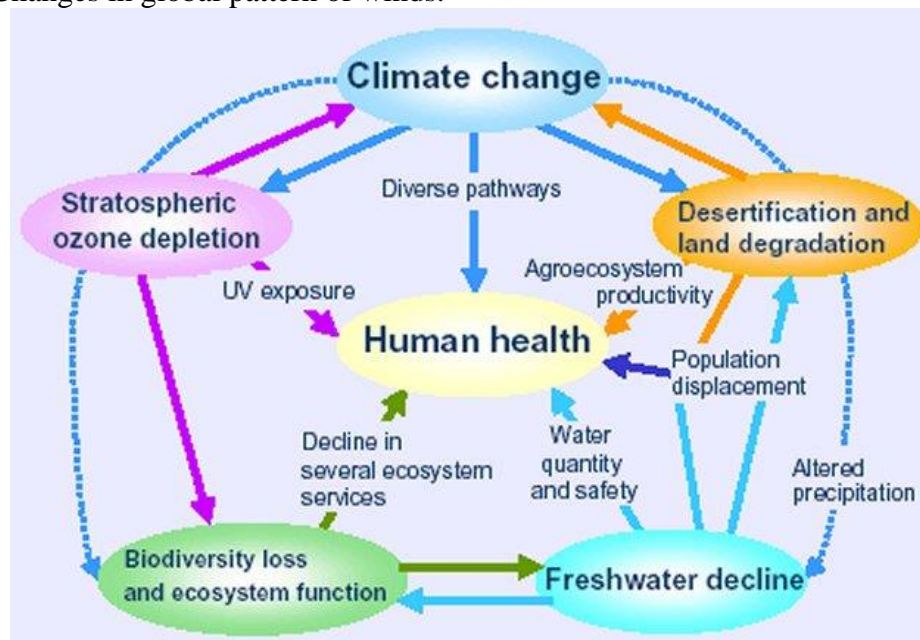 Changes in global pattern of winds.
Climate change
Diverse pathways
Stratospheric
ozone depletion
Desertification and
land degradation
UV exposure
Agroecosystem
productivity
Human health
Population
displacement
Decline in
several ecosystem
services
Water
quantity
and safety
Altered
precipitation
Biodiversity loss
and ecosystem function
Freshwater decline